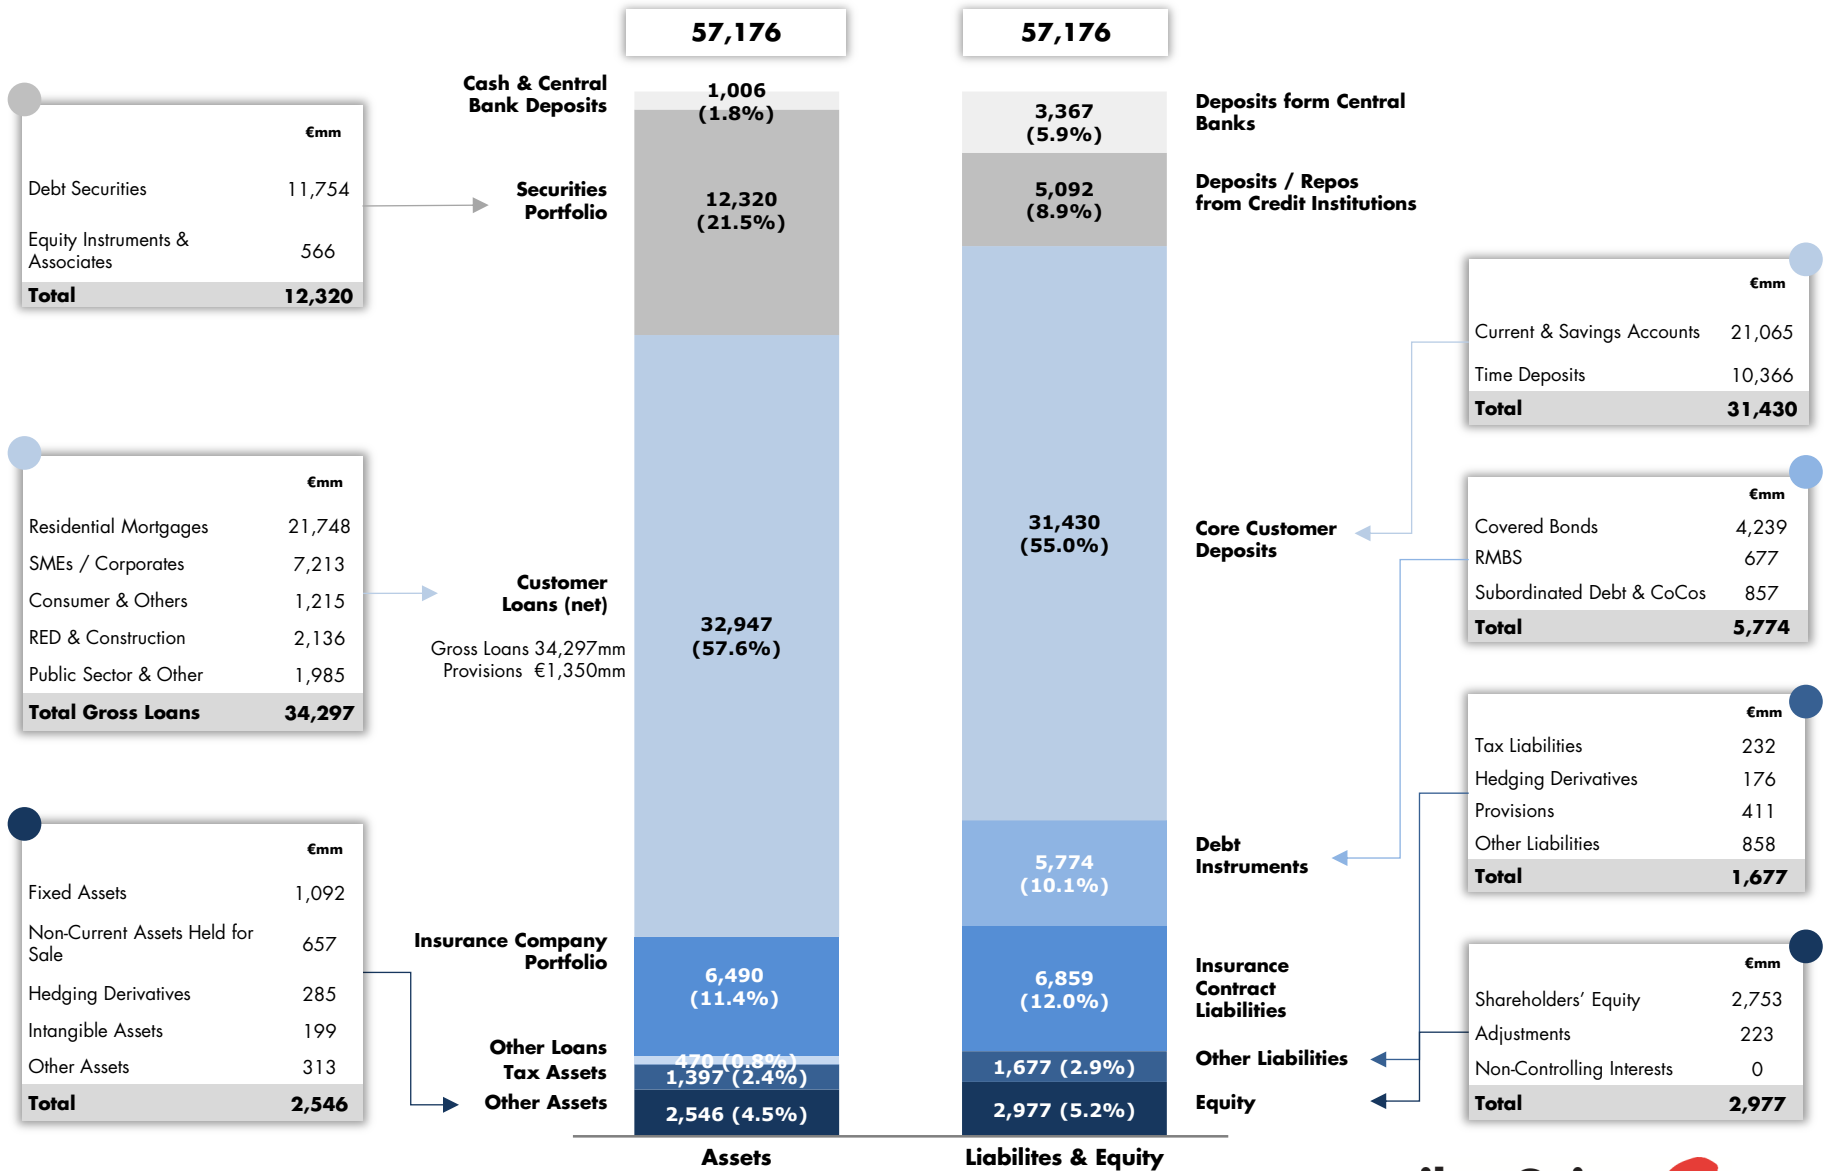 57,176
57,176
€mm
Debt Securities 11,754
Equity Instruments &
Associates 566
Total 12,320
€mm
Residential Mortgages 21,748
SMEs / Corporates 7,213
Consumer & Others 1,215
RED & Construction 2,136
Public Sector & Other 1,985
Total Gross Loans 34,297
€mm
Fixed Assets 1,092
Non-Current Assets Held for
Sale 657
Hedging Derivatives 285
Intangible Assets 199
Other Assets 313
Total 2,546
Cash & Central
Bank Deposits
Securities
Portfolio
Customer
Loans (net)
Gross Loans 34,297mm
Provisions €1,350mm
Insurance Company
Portfolio
Other Loans
Tax Assets
Other Assets
1,006
(1.8%)
12,320
(21.5%)
32,947
(57.6%)
6,490
(11.4%)
470 (0.8%)
1,397 (2.4%)
2,546 (4.5%)
Assets
3,367
(5.9%)
5,092
(8.9%)
31,430
(55.0%)
5,774
(10.1%)
6,859
(12.0%)
1,677 (2.9%)
2,977 (5.2%)
Liabilites & Equity
Deposits form Central
Banks
Deposits / Repos
from Credit Institutions
Core Customer
Deposits
Debt
Instruments
Insurance
Contract
Liabilities
Other Liabilities
Equity
€mm
Current & Savings Accounts 21,065
Time Deposits 10,366
Total 31,430
€mm
Covered Bonds 4,239
RMBS 677
Subordinated Debt & CoCos 857
Total 5,774
€mm
Tax Liabilities 232
Hedging Derivatives 176
Provisions 411
Other Liabilities 858
Total 1,677
€mm
Shareholders' Equity 2,753
Adjustments 223
Non-Controlling Interests 0
Total 2,977